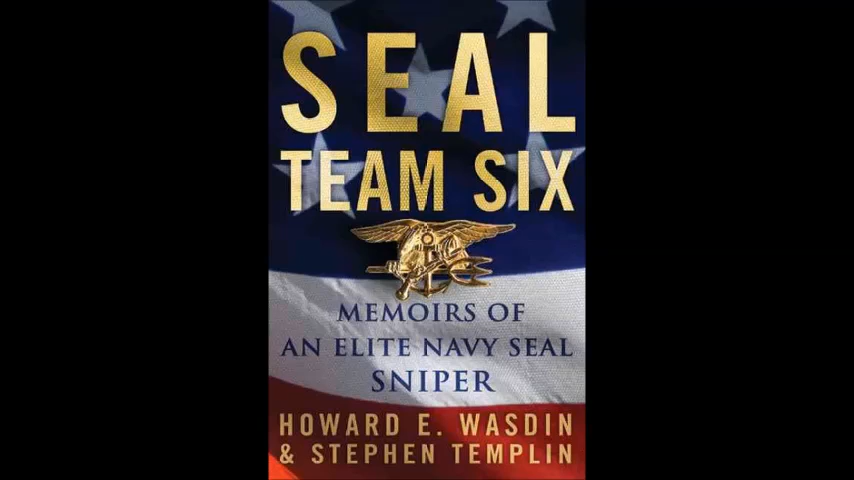 SEAL
TEAM SIX
MEMOIRS OF
AN ELITE NAVY SEAL
SNIPER
HOWARD E. WASDIN
& STEPHEN TEMPLIN